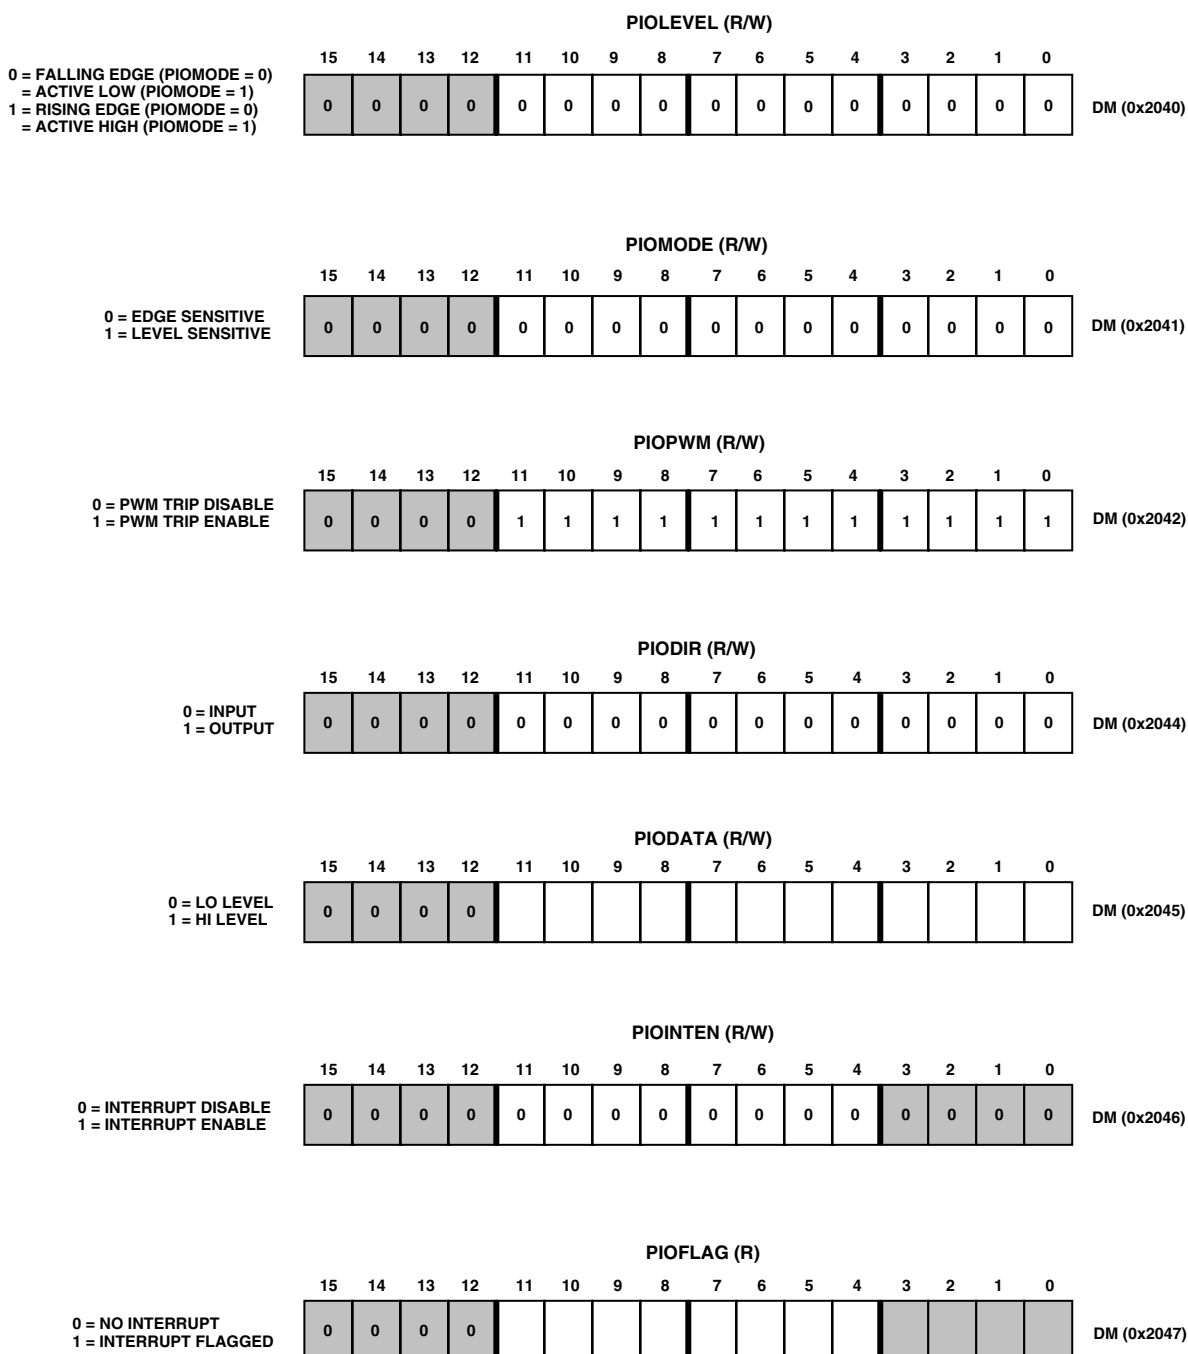 PIOLEVEL (R/W)
15 14 13 12 11 10 9 8 7 6 5 4 3 2 1 0
0 = FALLING EDGE (PIOMODE = 0)
= ACTIVE LOW (PIOMODE = 1)
1 = RISING EDGE (PIOMODE = 0)
= ACTIVE HIGH (PIOMODE = 1)
0 0 0 0 0 0 0 0 0 0 0 0 0 0 0 0
DM (0x2040)
PIOMODE (R/W)
15 14 13 12 11 10 9 8 7 6 5 4 3 2 1 0
0 = EDGE SENSITIVE
1 = LEVEL SENSITIVE
0 0 0 0 0 0 0 0 0 0 0 0 0 0 0 0
DM (0x2041)
PIOPWM (R/W)
15 14 13 12 11 10 9 8 7 6 5 4 3 2 1 0
0 = PWM TRIP DISABLE
1 = PWM TRIP ENABLE
0 0 0 0 1 1 1 1 1 1 1 1 1 1 1 1
DM (0x2042)
PIODIR (R/W)
15 14 13 12 11 10 9 8 7 6 5 4 3 2 1 0
0 = INPUT
1 = OUTPUT
0 0 0 0 0 0 0 0 0 0 0 0 0 0 0 0
DM (0x2044)
PIODATA (R/W)
15 14 13 12 11 10 9 8 7 6 5 4 3 2 1 0
0 = LO LEVEL
1 = HI LEVEL
0 0 0 0
DM (0x2045)
PIOINTEN (R/W)
15 14 13 12 11 10 9 8 7 6 5 4 3 2 1 0
0 = INTERRUPT DISABLE
1 = INTERRUPT ENABLE
0 0 0 0 0 0 0 0 0 0 0 0 0 0 0 0
DM (0x2046)
PIOFLAG (R)
15 14 13 12 11 10 9 8 7 6 5 4 3 2 1 0
0 = NO INTERRUPT
1 = INTERRUPT FLAGGED
0 0 0 0
DM (0x2047)